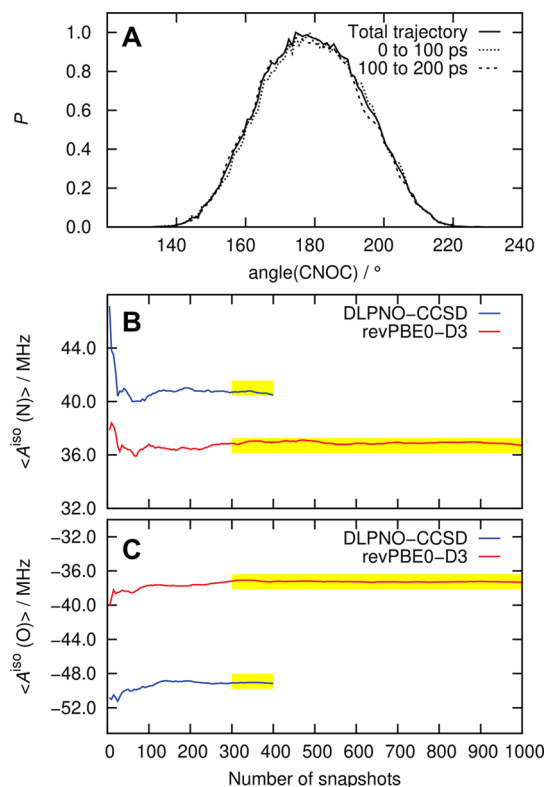 A
Total trajectory
0 to 100 ps
100 to 200 ps
P
1.0
0.8
0.6
0.4
0.2
0.0
140 160 180 200 220 240
angle(CNOC) / °
B
DLPNO−CCSD
revPBE0−D3
<A^iso (N)> / MHz
44.0
40.0
36.0
32.0
C
DLPNO−CCSD
revPBE0−D3
<A^iso (O)> / MHz
−32.0
−36.0
−40.0
−44.0
−48.0
−52.0
0 100 200 300 400 500 600 700 800 900 1000
Number of snapshots